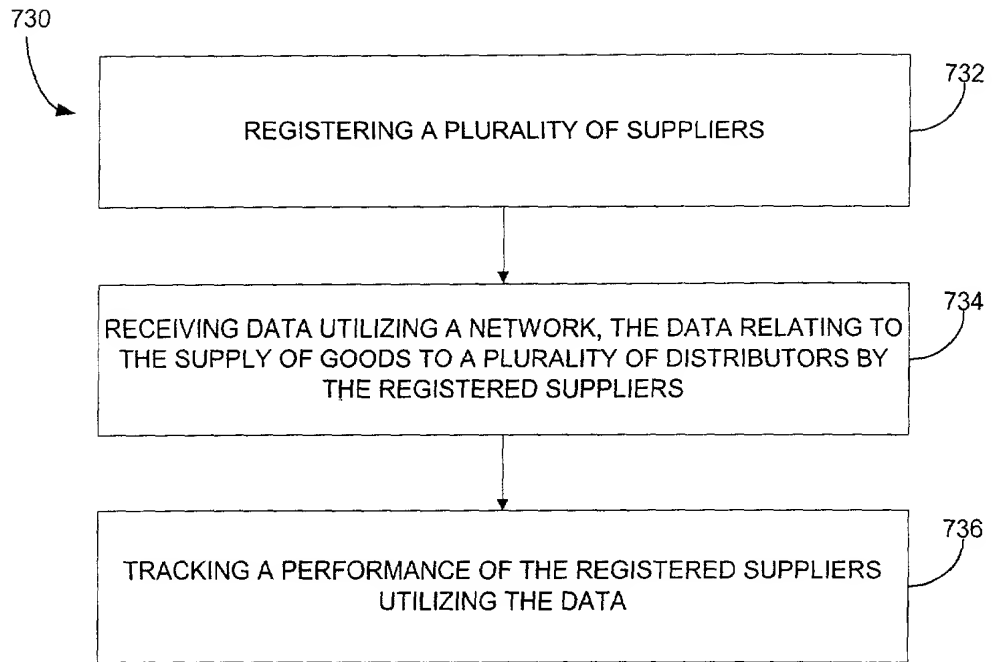 730
732
REGISTERING A PLURALITY OF SUPPLIERS
734
RECEIVING DATA UTILIZING A NETWORK, THE DATA RELATING TO
THE SUPPLY OF GOODS TO A PLURALITY OF DISTRIBUTORS BY
THE REGISTERED SUPPLIERS
736
TRACKING A PERFORMANCE OF THE REGISTERED SUPPLIERS
UTILIZING THE DATA